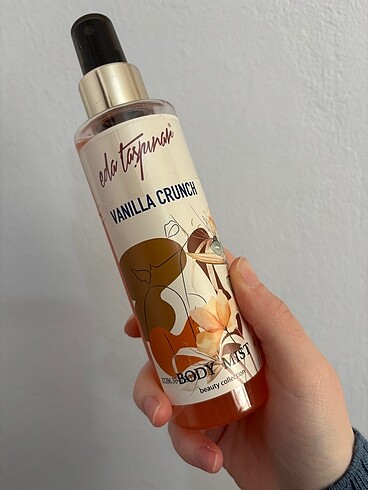 eda taşpınar
VANILLA CRUNCH
BODY MIST
beauty collection